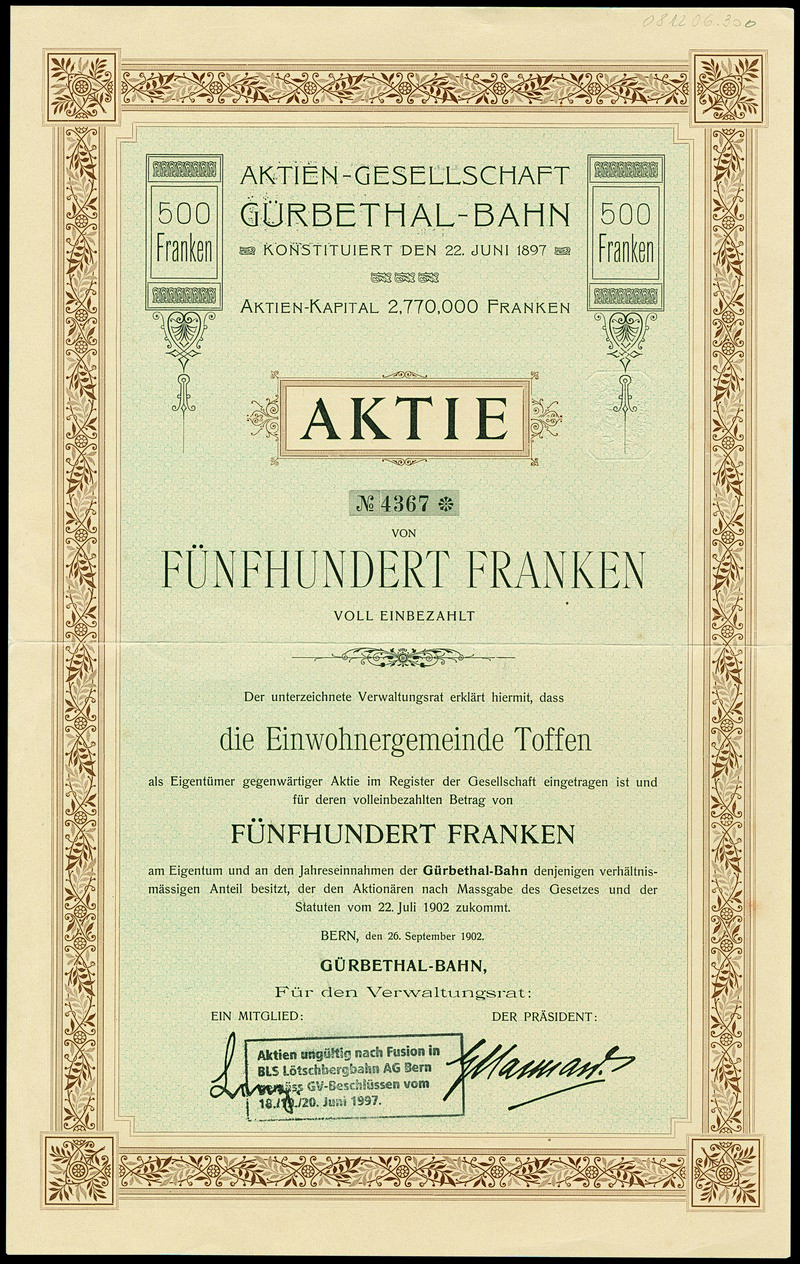 081206.300
AKTIEN-GESELLSCHAFT
GÜRBETHAL-BAHN
KONSTITUIERT DEN 22. JUNI 1897
500
Franken
500
Franken
AKTIEN-KAPITAL 2,770,000 FRANKEN
AKTIE
№ 4367
VON
FÜNFHUNDERT FRANKEN
VOLL EINBEZAHLT
Der unterzeichnete Verwaltungsrat erklärt hiermit, dass
die Einwohnergemeinde Toffen
als Eigentümer gegenwärtiger Aktie im Register der Gesellschaft eingetragen ist und
für deren volleinbezahlten Betrag von
FÜNFHUNDERT FRANKEN
am Eigentum und an den Jahreseinnahmen der Gürbethal-Bahn denjenigen verhältnis-
mässigen Anteil besitzt, der den Aktionären nach Massgabe des Gesetzes und der
Statuten vom 22. Juli 1902 zukommt.
BERN, den 26. September 1902.
GÜRBETHAL-BAHN,
Für den Verwaltungsrat:
EIN MITGLIED: DER PRÄSIDENT:
Aktien ungültig nach Fusion in
BLS Lötschbergbahn AG Bern
gemäss GV-Beschlüssen vom
18./19./20. Juni 1997.